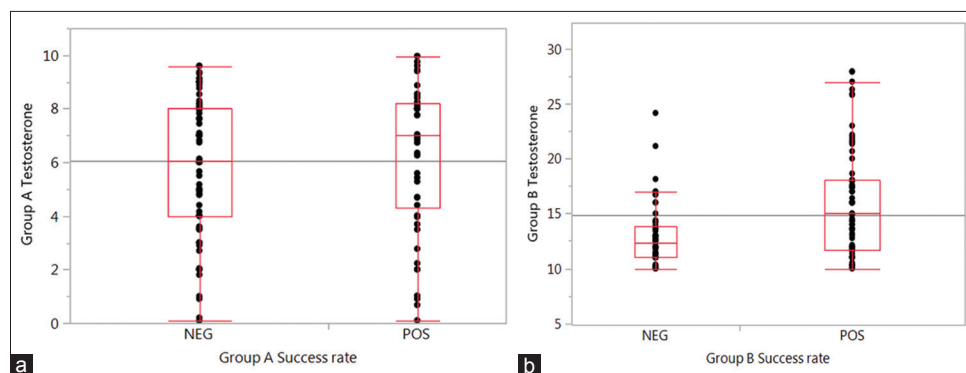 Group A Testosterone
10
8
6
4
2
0
NEG
POS
Group A Success rate
a
Group B Testosterone
30
25
20
15
10
5
NEG
POS
Group B Success rate
b